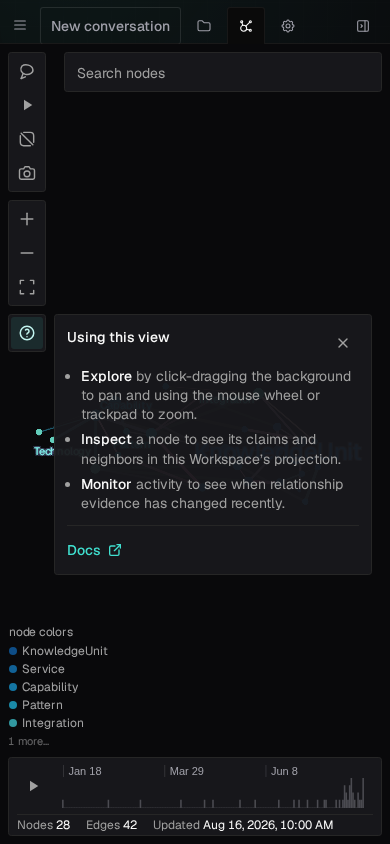 New conversation
Search nodes
Using this view
Explore by click-dragging the background
to pan and using the mouse wheel or
trackpad to zoom.
Inspect a node to see its claims and
neighbors in this Workspace's projection.
Monitor activity to see when relationship
evidence has changed recently.
Docs
node colors
KnowledgeUnit
Service
Capability
Pattern
Integration
1 more...
Jan 18
Mar 29
Jun 8
Nodes 28 Edges 42 Updated Aug 16, 2026, 10:00 AM